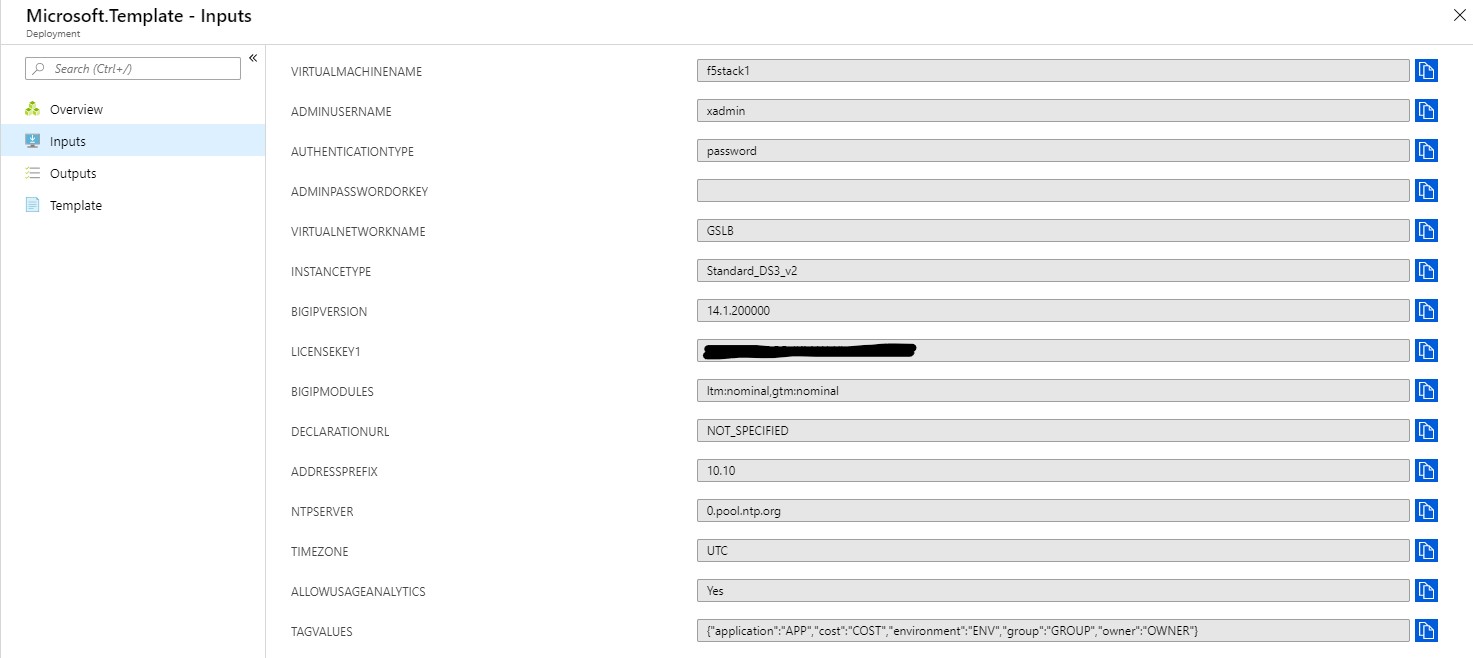 Microsoft.Template - Inputs
Deployment
Search (Ctrl+/)
«
Overview
Inputs
Outputs
Template
VIRTUALMACHINENAME f5stack1
ADMINUSERNAME xadmin
AUTHENTICATIONTYPE password
ADMINPASSWORDORKEY
VIRTUALNETWORKNAME GSLB
INSTANCETYPE Standard_DS3_v2
BIGIPVERSION 14.1.200000
LICENSEKEY1
BIGIPMODULES ltm:nominal,gtm:nominal
DECLARATIONURL NOT_SPECIFIED
ADDRESSPREFIX 10.10
NTPSERVER 0.pool.ntp.org
TIMEZONE UTC
ALLOWUSAGEANALYTICS Yes
TAGVALUES {"application":"APP","cost":"COST","environment":"ENV","group":"GROUP","owner":"OWNER"}